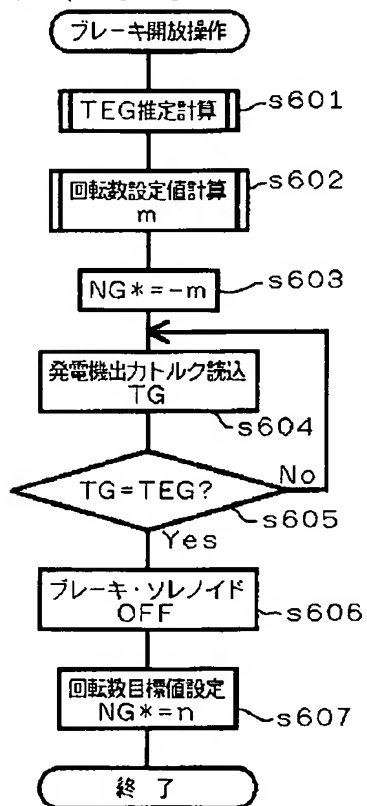 ブレーキ開放操作
TEG推定計算
s601
回転数設定値計算
m
s602
NG*=-m
s603
発電機出力トルク読込
TG
s604
TG=TEG?
No
s605
Yes
ブレーキ・ソレノイド
OFF
s606
回転数目標値設定
NG*=n
s607
終了